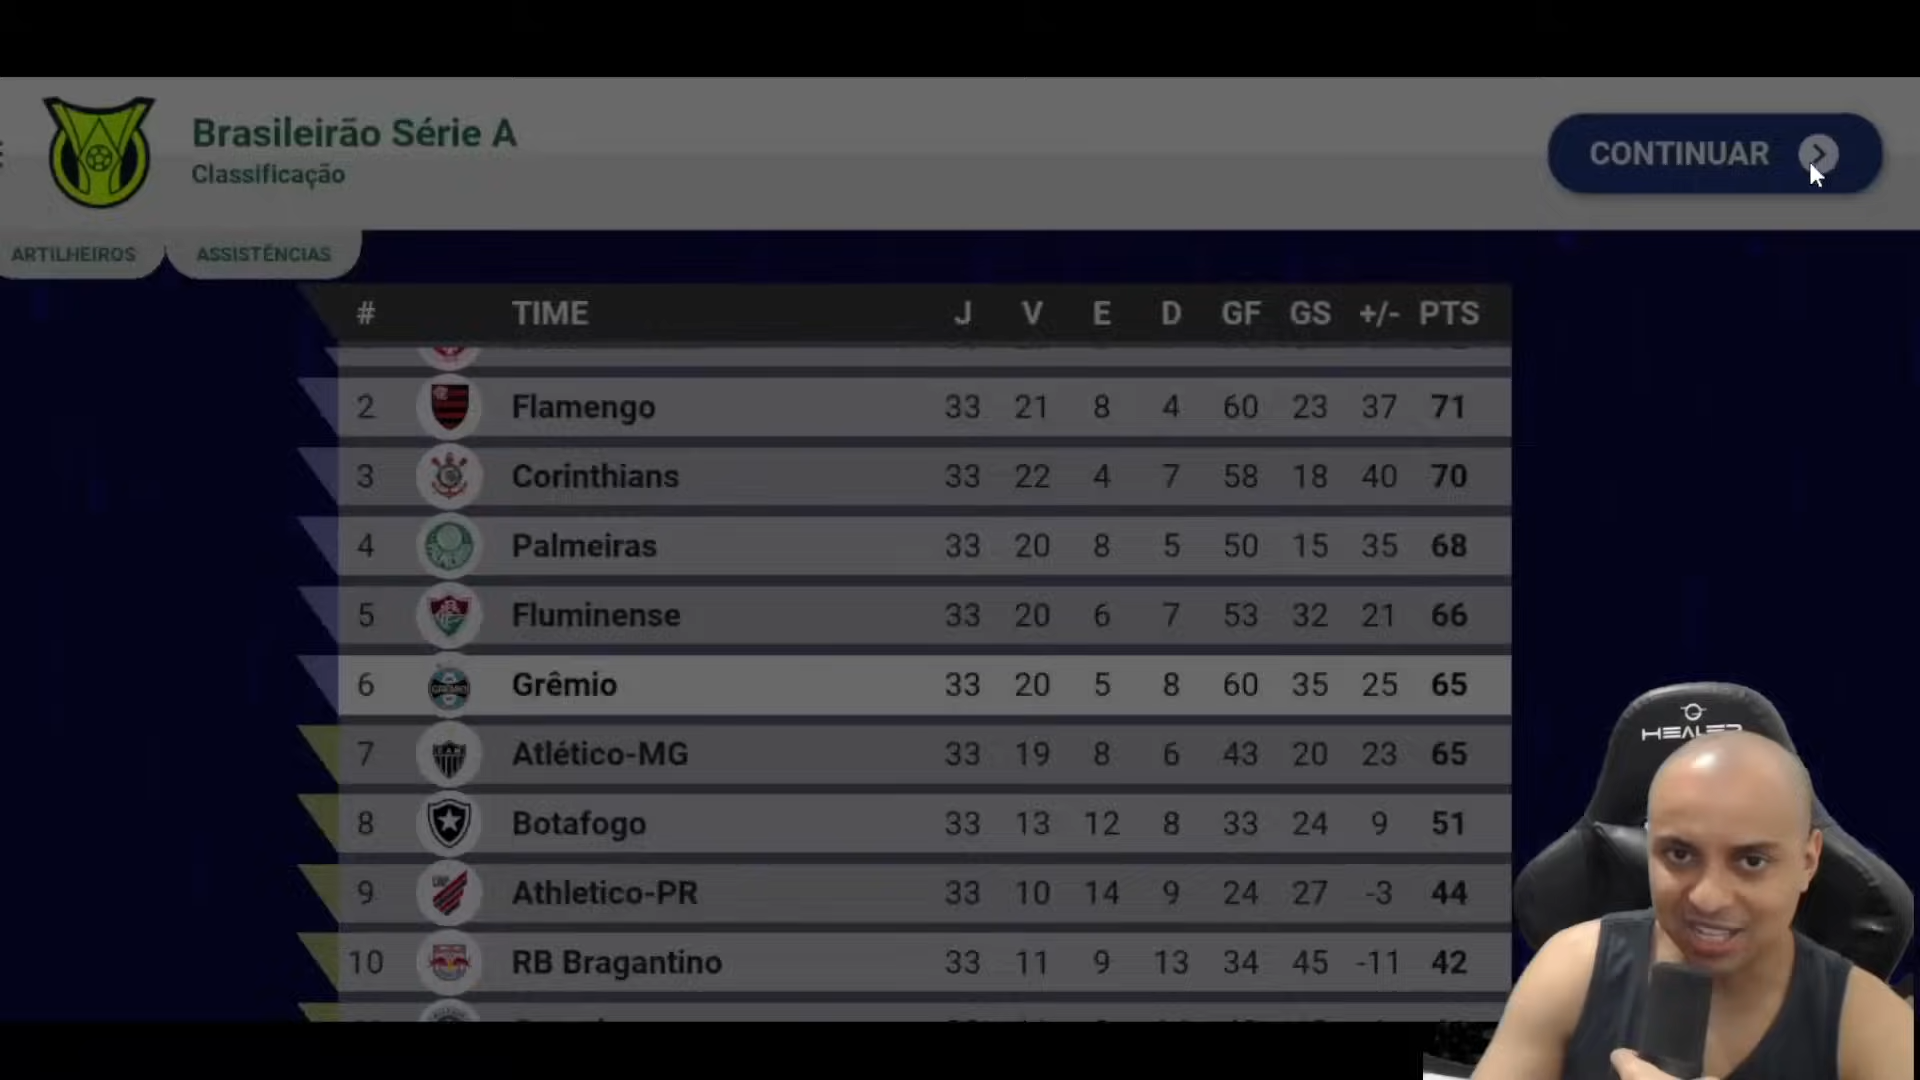 Brasileirão Série A
Classificação
CONTINUAR
ARTILHEIROS ASSISTÊNCIAS
# TIME J V E D GF GS +/- PTS
2 Flamengo 33 21 8 4 60 23 37 71
3 Corinthians 33 22 4 7 58 18 40 70
4 Palmeiras 33 20 8 5 50 15 35 68
5 Fluminense 33 20 6 7 53 32 21 66
6 Grêmio 33 20 5 8 60 35 25 65
7 Atlético-MG 33 19 8 6 43 20 23 65
8 Botafogo 33 13 12 8 33 24 9 51
9 Athletico-PR 33 10 14 9 24 27 -3 44
10 RB Bragantino 33 11 9 13 34 45 -11 42
HEALER